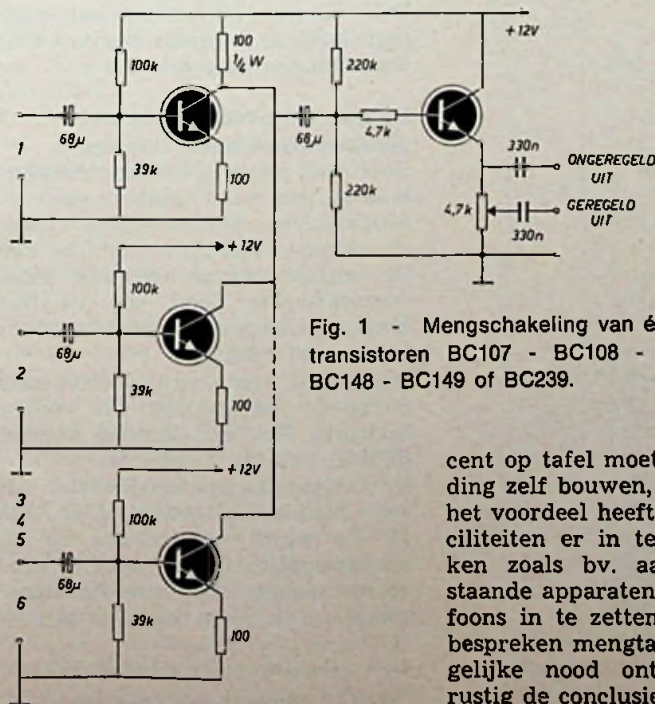 100k
100
¼ W
+12V
220k
68µ
1
39k
100
68µ
4,7k
220k
330n
ONGEREGELD
UIT
4,7k
GEREGELD
UIT
330n
+12V
100k
68µ
2
39k
100
Fig. 1 - Mengschakeling van é
transistoren BC107 - BC108 -
BC148 - BC149 of BC239.
+12V
3
4
5
100k
68µ
6
39k
100
cent op tafel moet
ding zelf bouwen,
het voordeel heeft
ciliteiten er in te
ken zoals bv. aa
staande apparaten
foons in te zetten
bespreken mengta
gelijke nood ont
rustig de conclusie